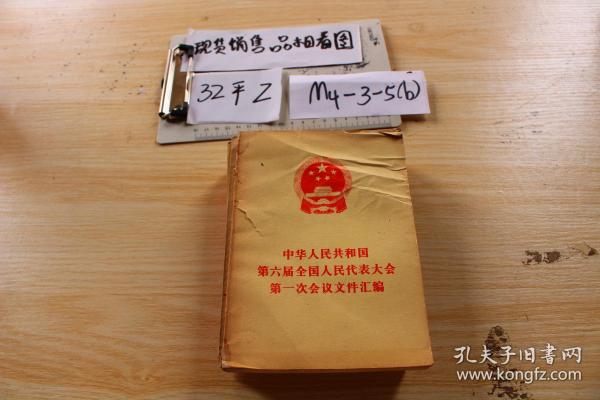 现货销售 品相看图
32平Z
M4-3-5(b)
中华人民共和国
第六届全国人民代表大会
第一次会议文件汇编
孔夫子旧书网
www.kongfz.com